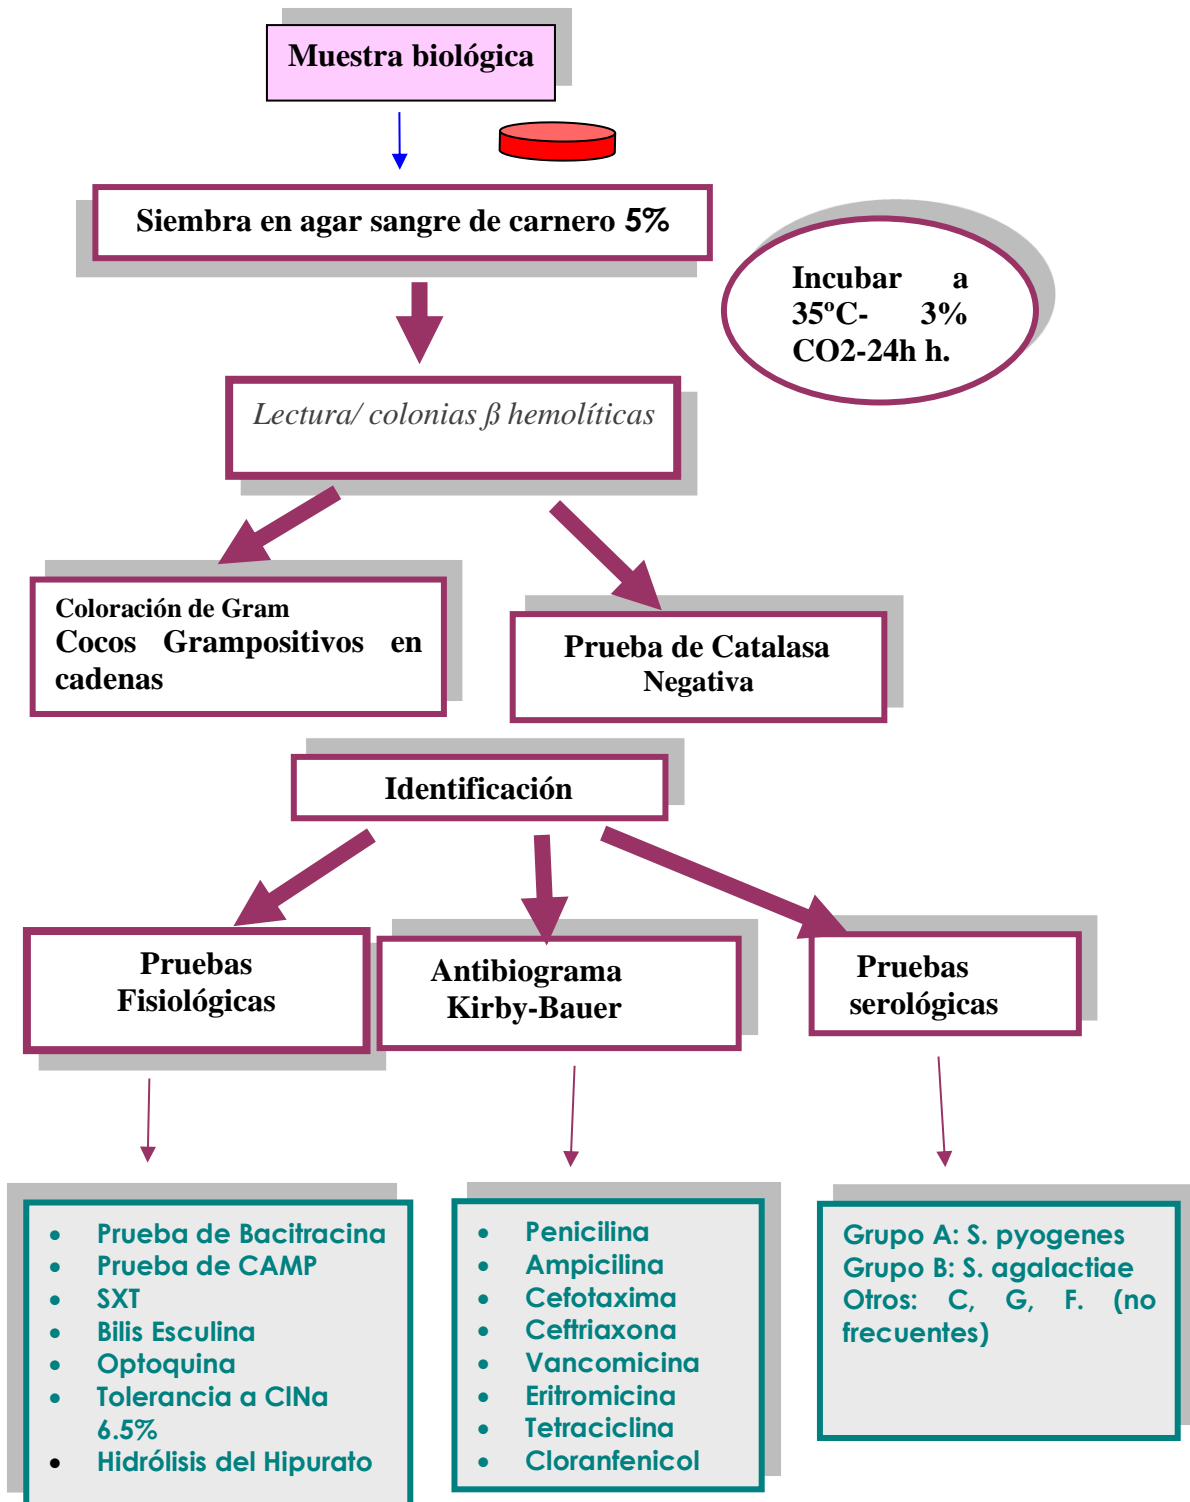 Muestra biológica
Siembra en agar sangre de carnero 5%
Incubar a
35ºC- 3%
CO2-24h h.
Lectura/ colonias ß hemolíticas
Coloración de Gram
Cocos Grampositivos en
cadenas
Prueba de Catalasa
Negativa
Identificación
Pruebas
Fisiológicas
Antibiograma
Kirby-Bauer
Pruebas
serológicas
• Prueba de Bacitracina
• Prueba de CAMP
• SXT
• Bilis Esculina
• Optoquina
• Tolerancia a ClNa
6.5%
• Hidrólisis del Hipurato
• Penicilina
• Ampicilina
• Cefotaxima
• Ceftriaxona
• Vancomicina
• Eritromicina
• Tetraciclina
• Cloranfenicol
Grupo A: S. pyogenes
Grupo B: S. agalactiae
Otros: C, G, F. (no
frecuentes)